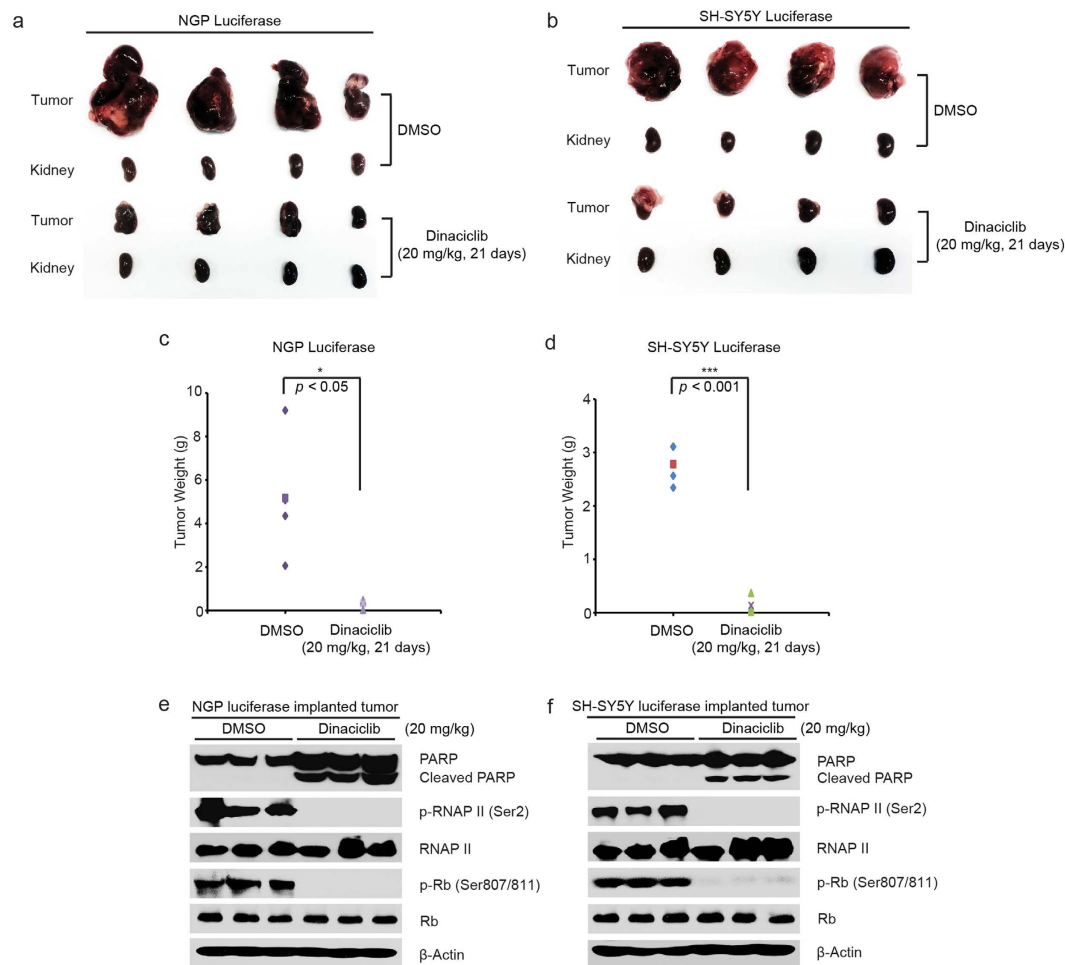 a
NGP Luciferase
Tumor
DMSO
Kidney
Tumor
Dinaciclib
(20 mg/kg, 21 days)
Kidney
b
SH-SY5Y Luciferase
Tumor
DMSO
Kidney
Tumor
Dinaciclib
(20 mg/kg, 21 days)
Kidney
c
NGP Luciferase
*
p < 0.05
10
8
6
4
2
0
Tumor Weight (g)
DMSO
Dinaciclib
(20 mg/kg, 21 days)
d
SH-SY5Y Luciferase
***
p < 0.001
4
3
2
1
0
Tumor Weight (g)
DMSO
Dinaciclib
(20 mg/kg, 21 days)
e
NGP luciferase implanted tumor
DMSO Dinaciclib (20 mg/kg)
PARP
Cleaved PARP
p-RNAP II (Ser2)
RNAP II
p-Rb (Ser807/811)
Rb
β-Actin
f
SH-SY5Y luciferase implanted tumor
DMSO Dinaciclib (20 mg/kg)
PARP
Cleaved PARP
p-RNAP II (Ser2)
RNAP II
p-Rb (Ser807/811)
Rb
β-Actin